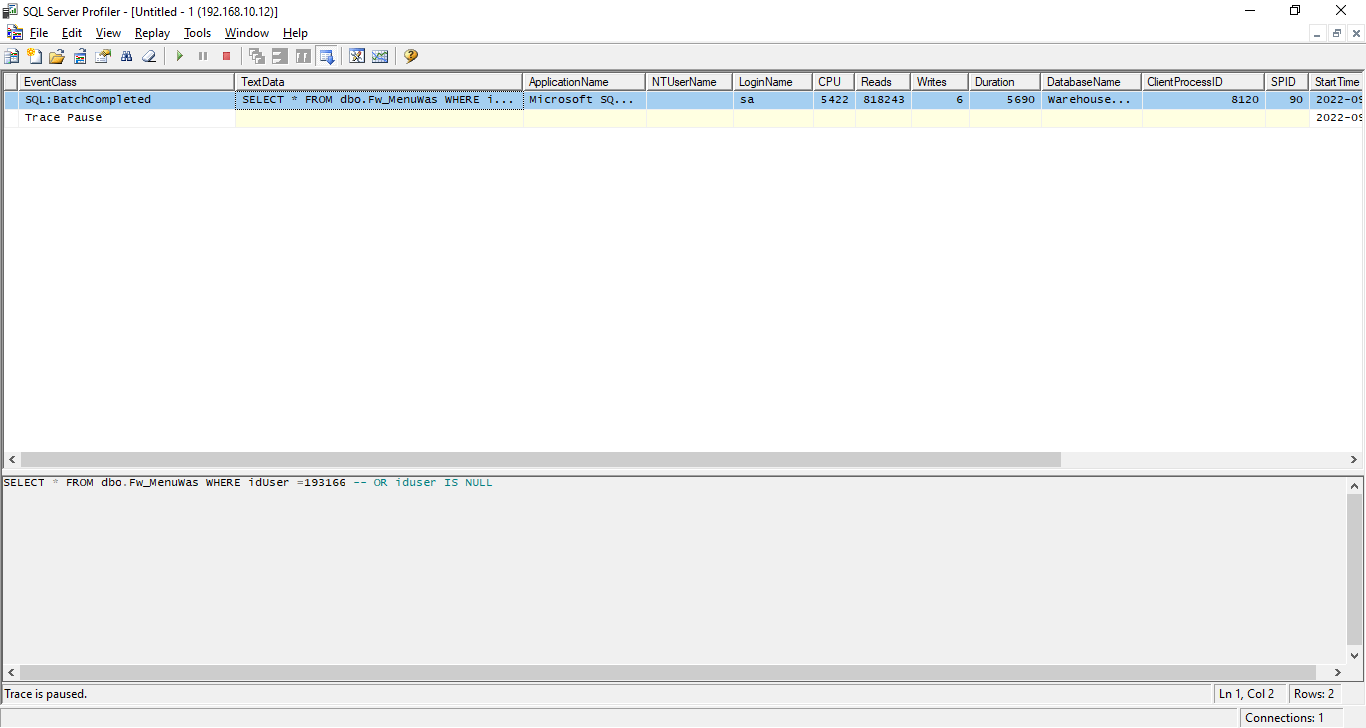 SQL Server Profiler - [Untitled - 1 (192.168.10.12)]
File Edit View Replay Tools Window Help
EventClass TextData ApplicationName NTUserName LoginName CPU Reads Writes Duration DatabaseName ClientProcessID SPID StartTime
SQL:BatchCompleted SELECT * FROM dbo.Fw_MenuWas WHERE i... Microsoft SQ... sa 5422 818243 6 5690 Warehouse... 8120 90 2022-09
Trace Pause 2022-09
SELECT * FROM dbo.Fw_MenuWas WHERE idUser =193166 -- OR iduser IS NULL
Trace is paused. Ln 1, Col 2 Rows: 2
Connections: 1